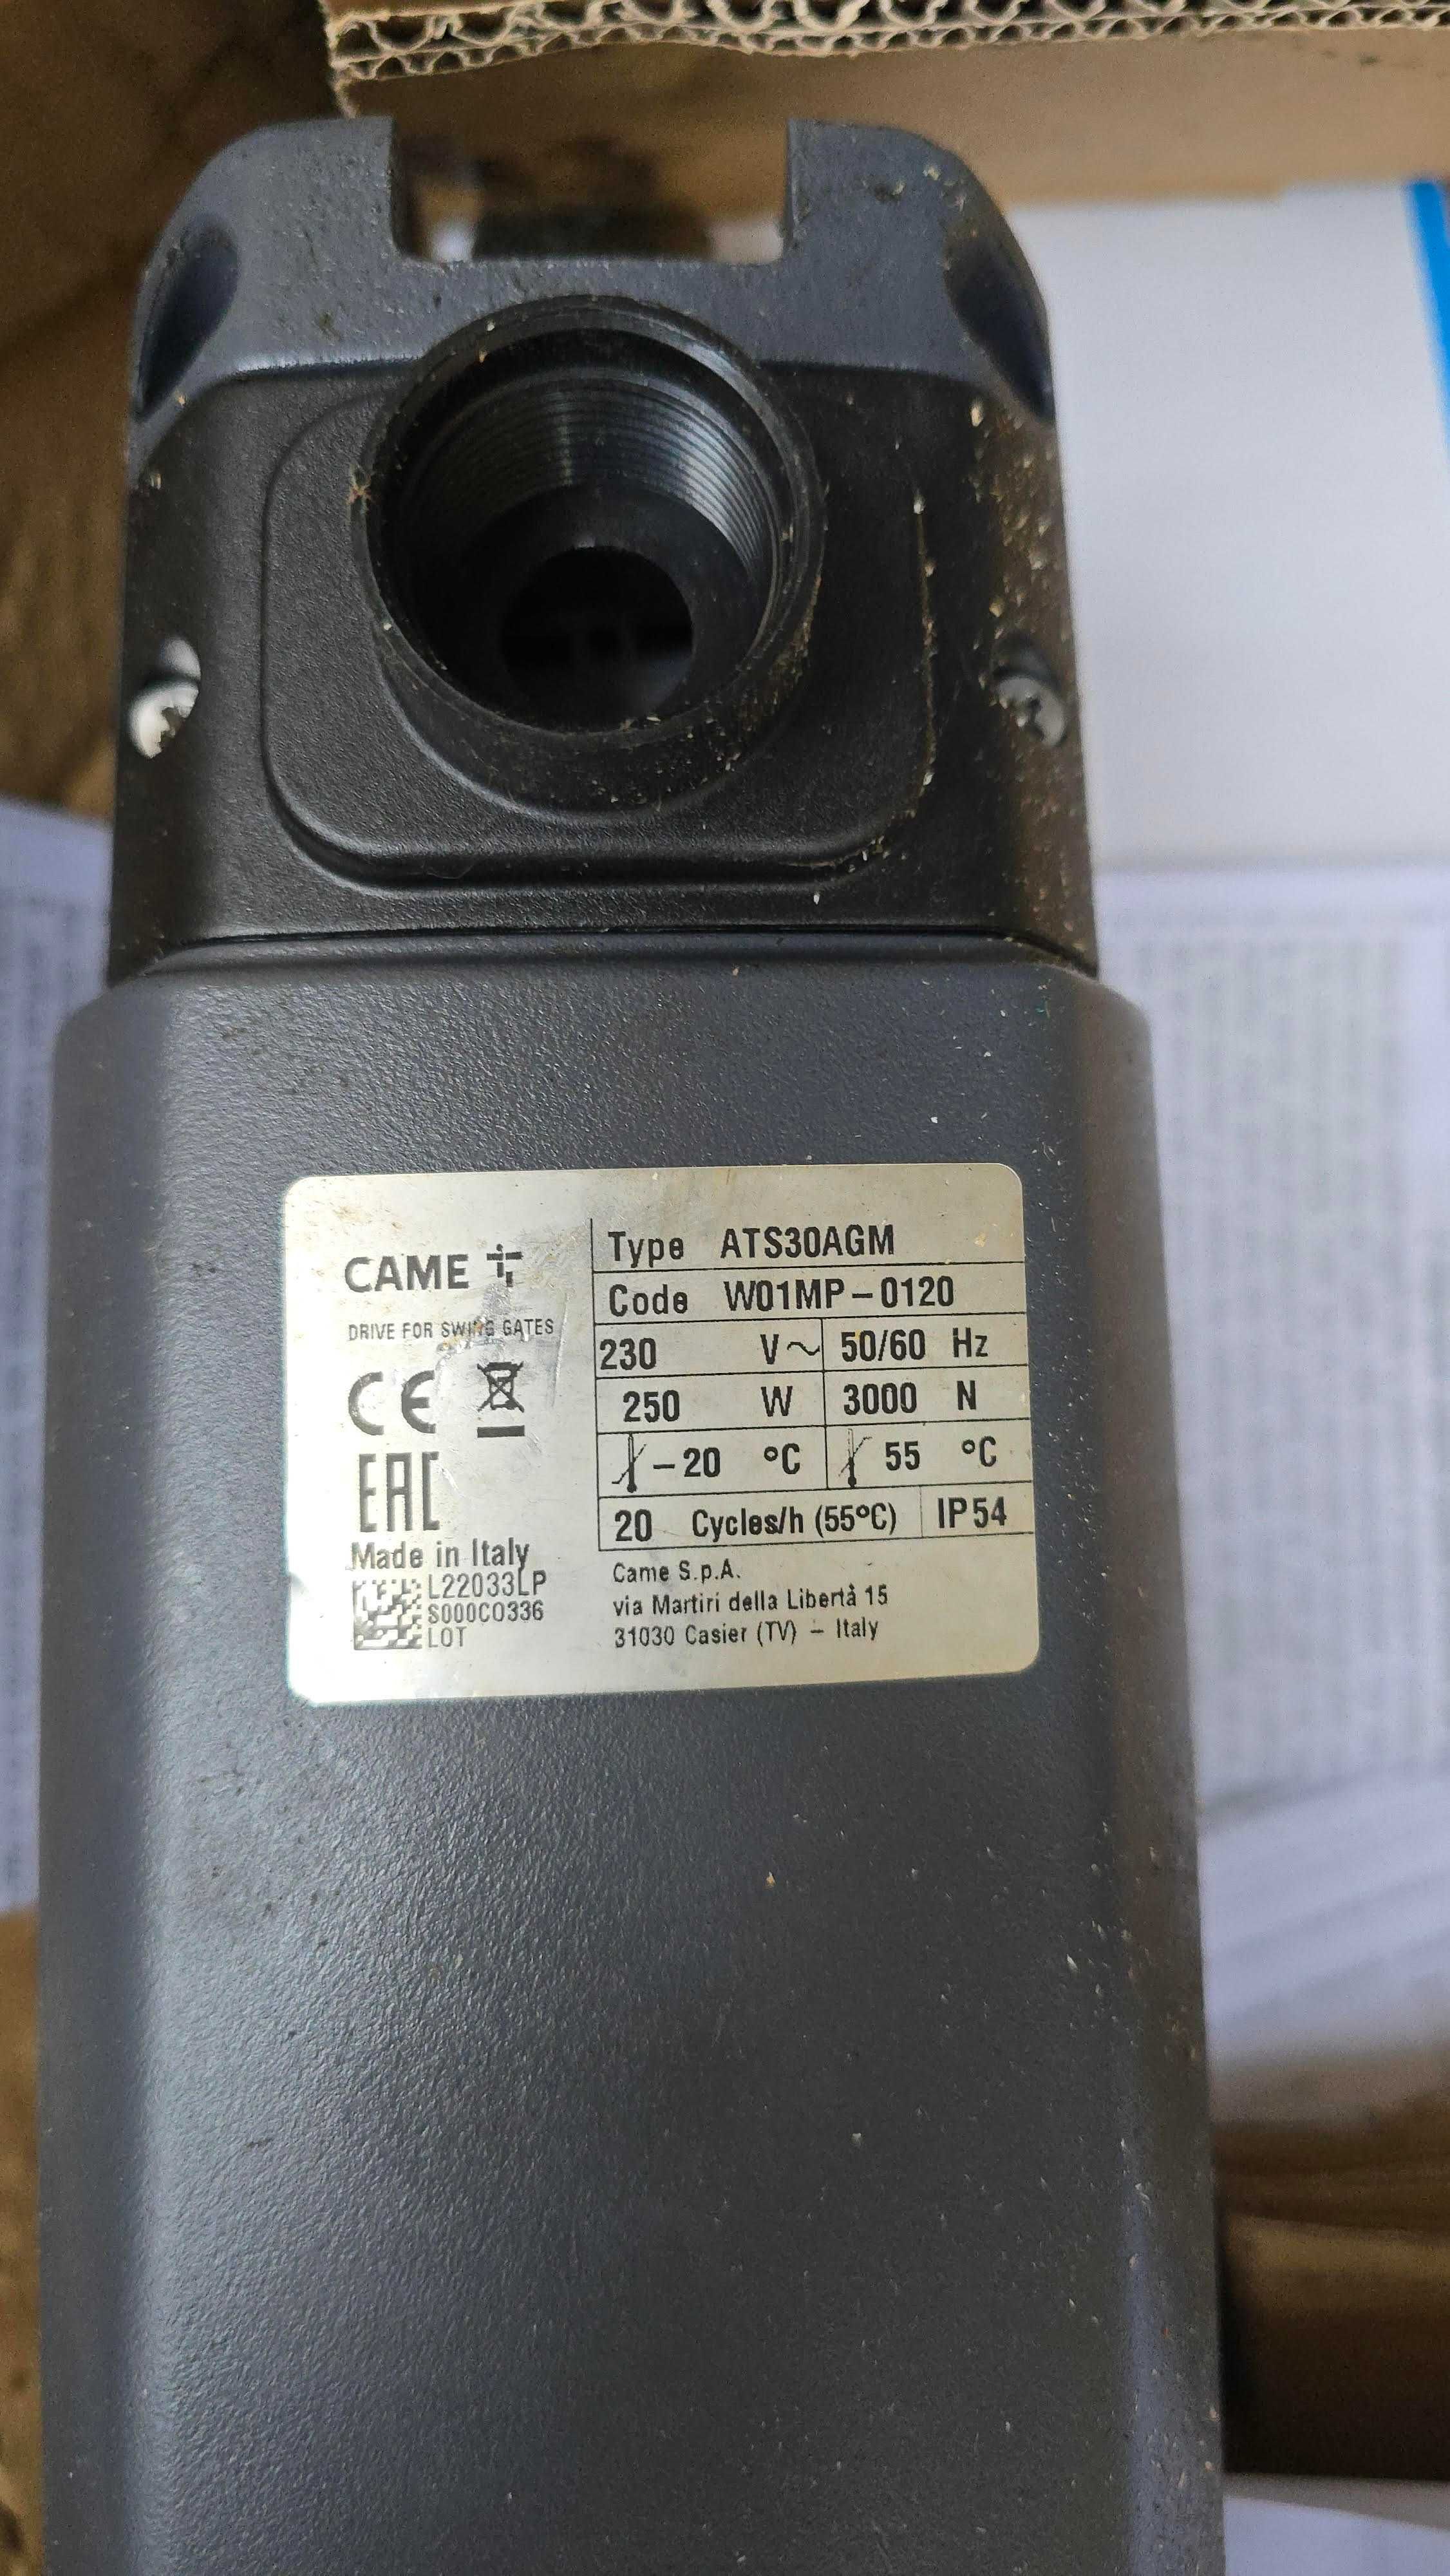 CAME
DRIVE FOR SWING GATES
CE
EAC
Made in Italy
L22033LP
S000C0336
LOT
Type ATS30AGM
Code W01MP-0120
230 V~ 50/60 Hz
250 W 3000 N
-20 °C 55 °C
20 Cycles/h (55°C) IP54
Came S.p.A.
via Martiri della Libertà 15
31030 Casier (TV) - Italy